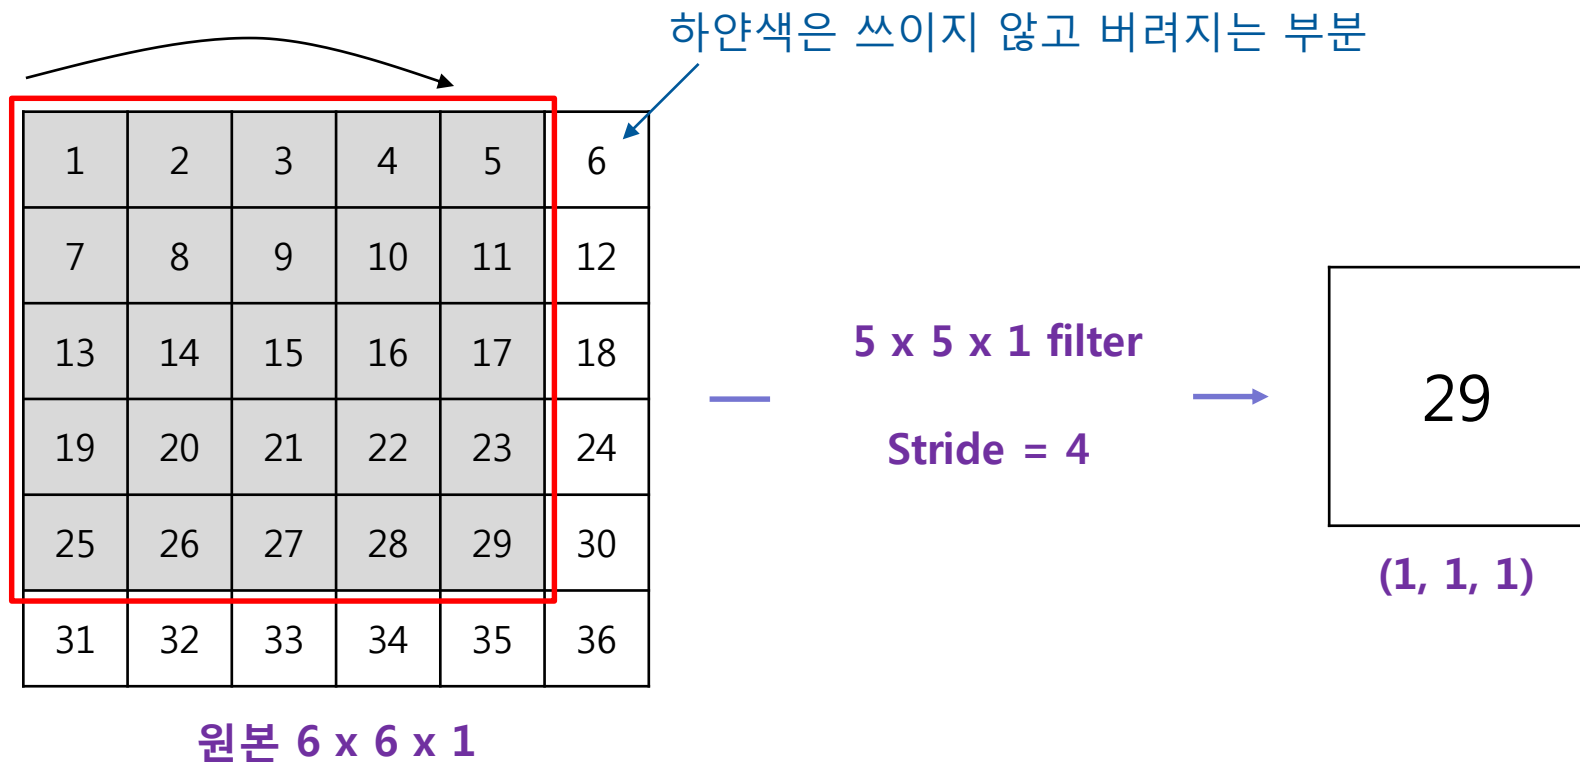 하얀색은 쓰이지 않고 버려지는 부분
1 2 3 4 5 6
7 8 9 10 11 12
13 14 15 16 17 18
19 20 21 22 23 24
25 26 27 28 29 30
31 32 33 34 35 36
원본 6 x 6 x 1
5 x 5 x 1 filter
Stride = 4
29
(1, 1, 1)